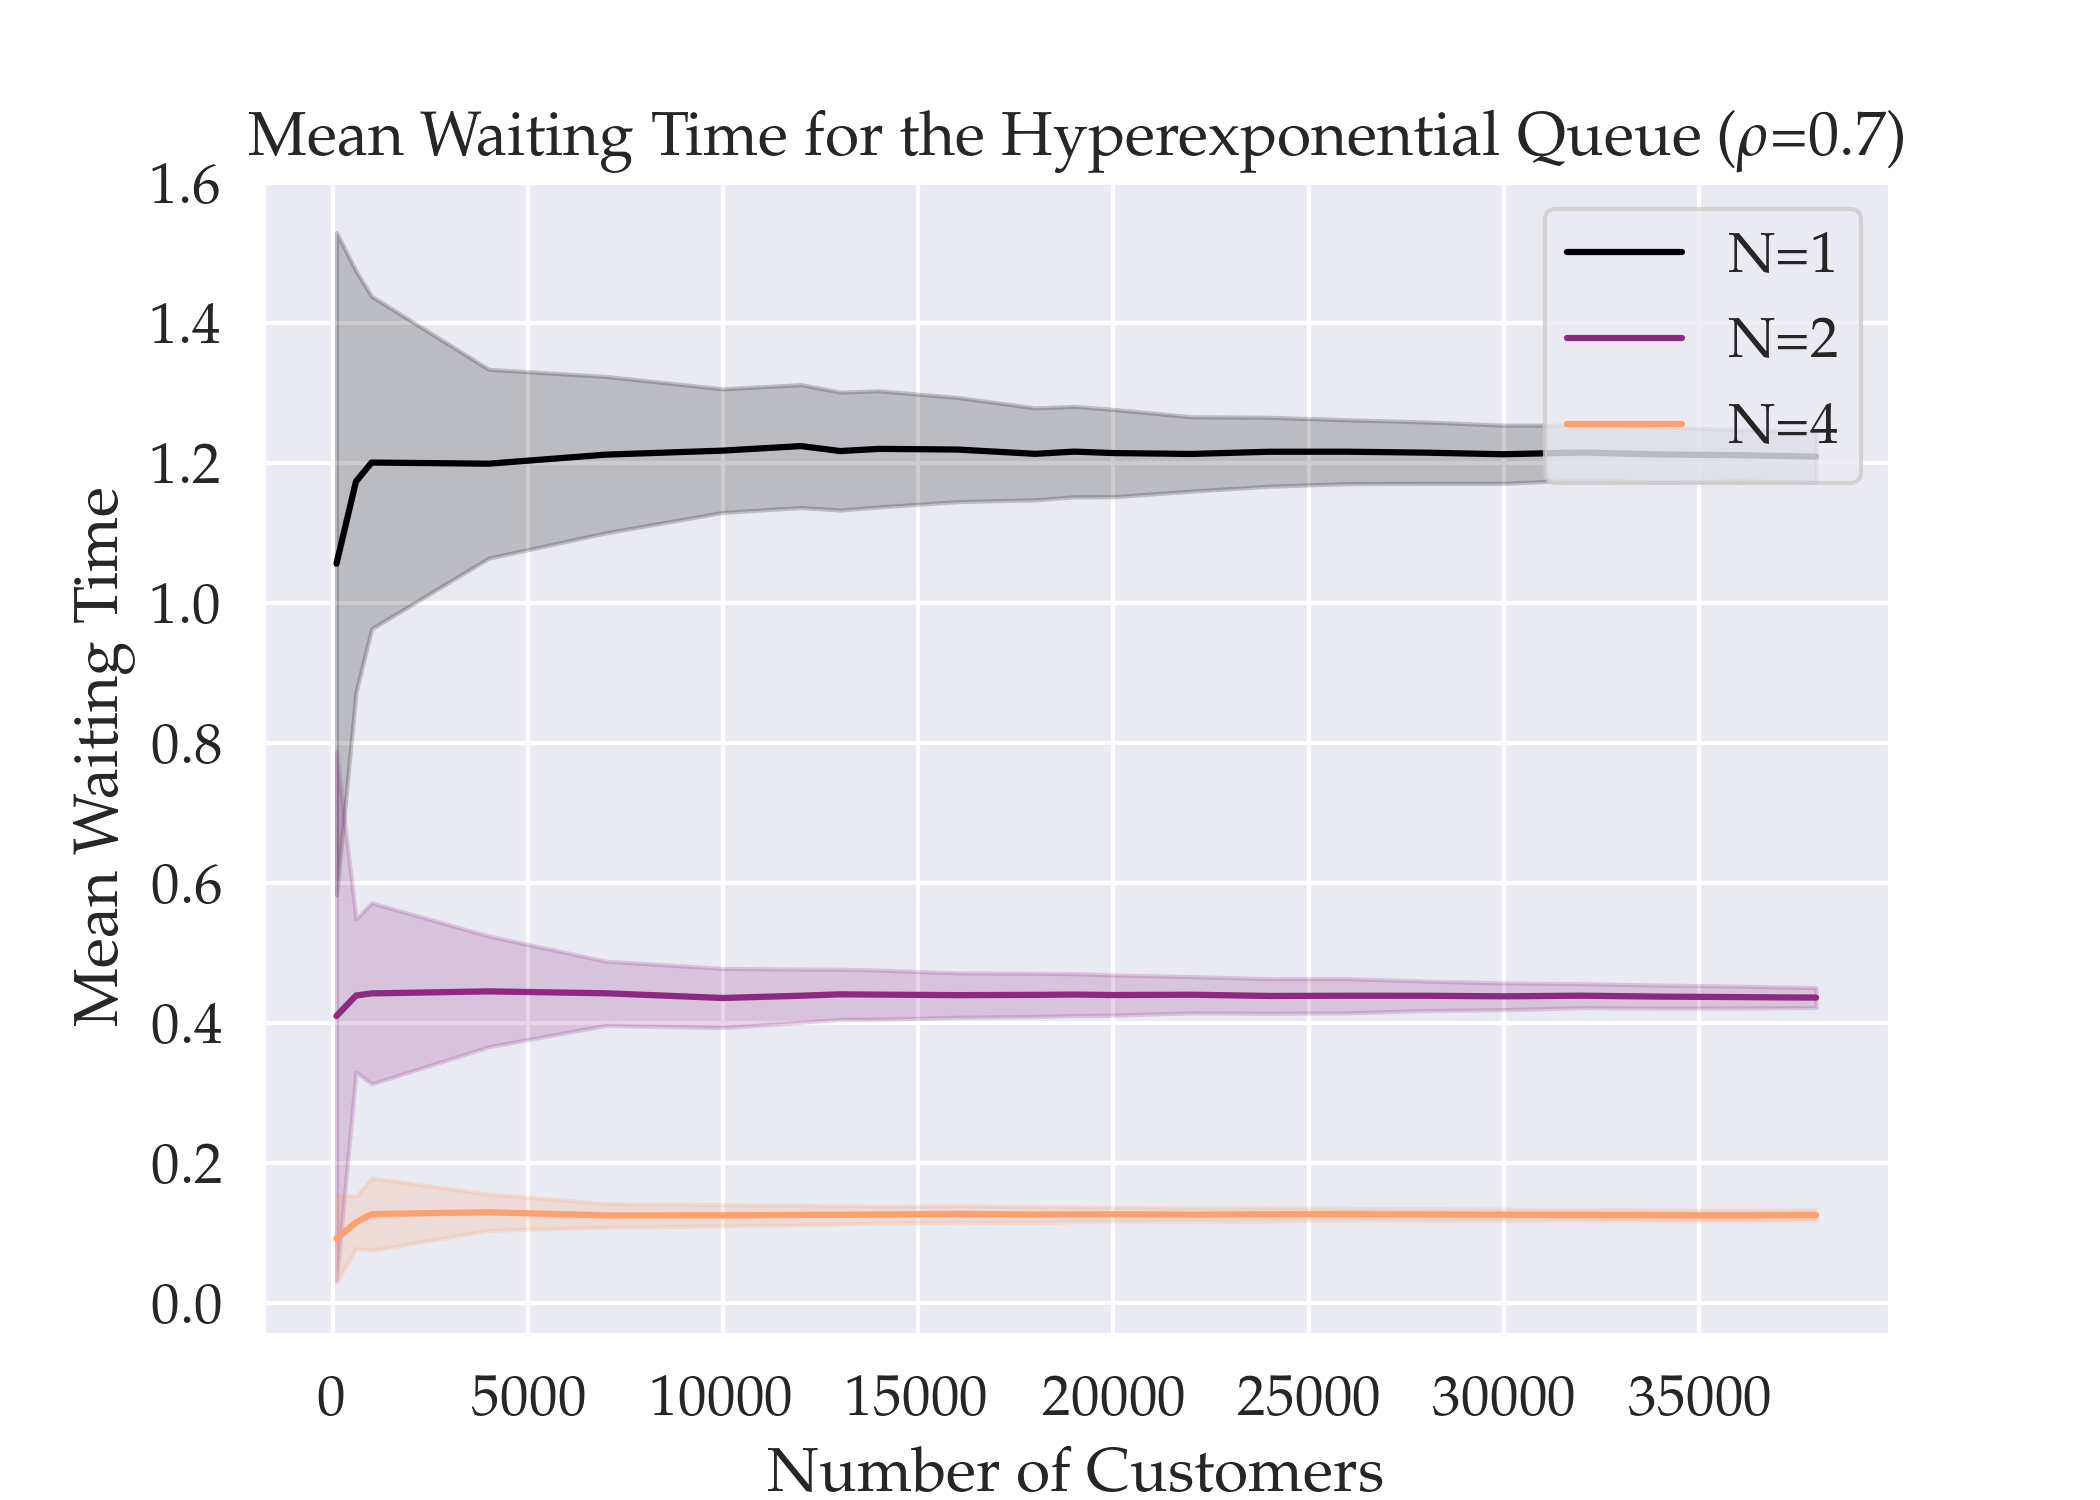 Mean Waiting Time for the Hyperexponential Queue (ρ=0.7)
Mean Waiting Time
1.6
1.4
1.2
1.0
0.8
0.6
0.4
0.2
0.0
N=1
N=2
N=4
0 5000 10000 15000 20000 25000 30000 35000
Number of Customers